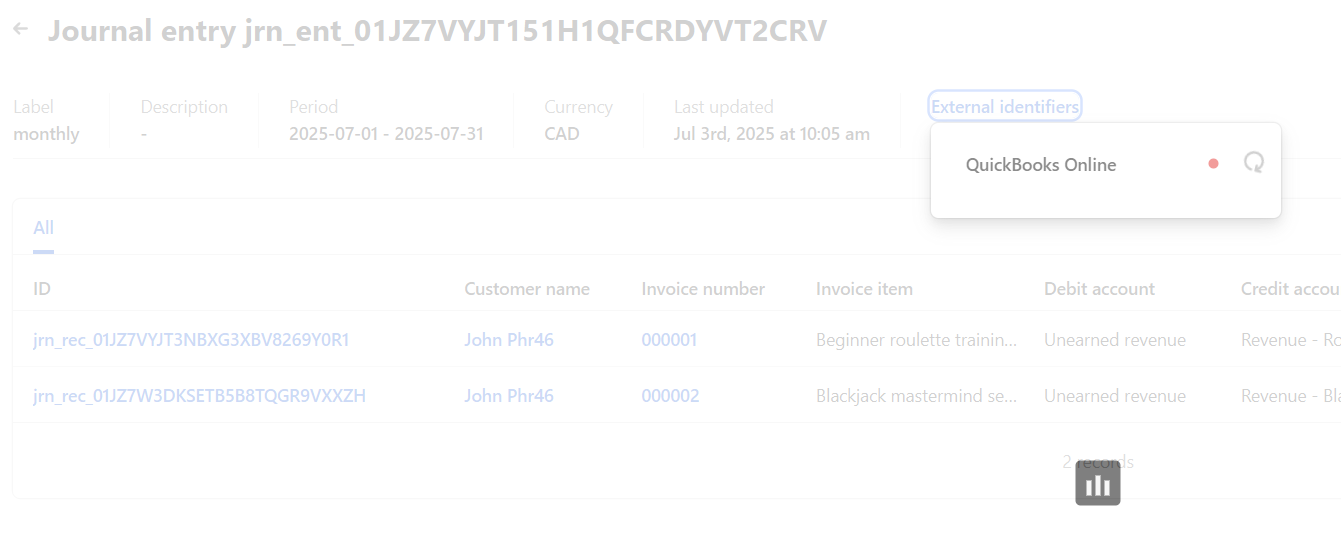 Journal entry jrn_ent_01JZ7VYJT151H1QFCRDYVT2CRV
Label Description Period Currency Last updated External identifiers
monthly - 2025-07-01 - 2025-07-31 CAD Jul 3rd, 2025 at 10:05 am
QuickBooks Online
All
ID Customer name Invoice number Invoice item Debit account Credit accou
jrn_rec_01JZ7VYJT3NBXG3XBV8269Y0R1 John Phr46 000001 Beginner roulette trainin... Unearned revenue Revenue - Ro
jrn_rec_01JZ7W3DKSETB5B8TQGR9VXXZH John Phr46 000002 Blackjack mastermind se... Unearned revenue Revenue - Bla
2 records